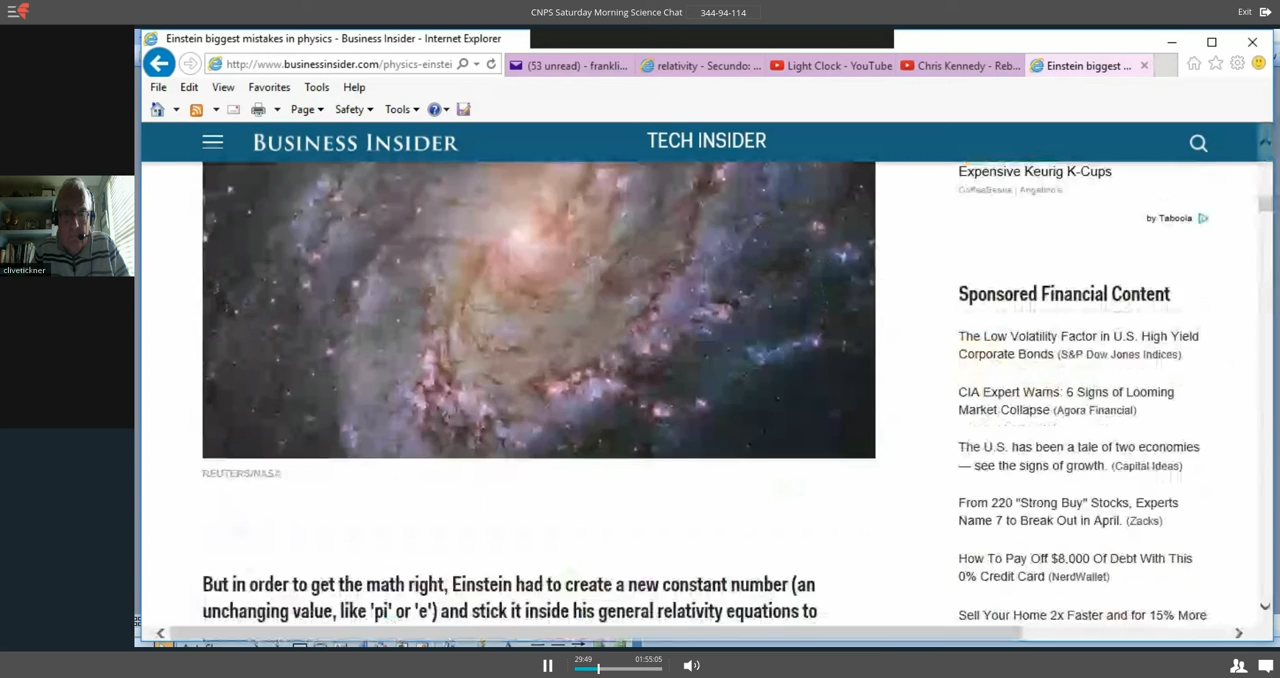 CNPS Saturday Morning Science Chat 344-94-114
Exit
Einstein biggest mistakes in physics - Business Insider - Internet Explorer
http://www.businessinsider.com/physics-einstei
(53 unread) - frankli...
relativity - Secundo: ...
Light Clock - YouTube
Chris Kennedy - Reb...
Einstein biggest ...
File Edit View Favorites Tools Help
Page Safety Tools
BUSINESS INSIDER
TECH INSIDER
Expensive Keurig K-Cups
by Taboola
clivetickner
Sponsored Financial Content
The Low Volatility Factor in U.S. High Yield
Corporate Bonds (S&P Dow Jones Indices)
CIA Expert Warns: 6 Signs of Looming
Market Collapse (Agora Financial)
The U.S. has been a tale of two economies
— see the signs of growth. (Capital Ideas)
From 220 "Strong Buy" Stocks, Experts
Name 7 to Break Out in April. (Zacks)
How To Pay Off $8,000 Of Debt With This
0% Credit Card (NerdWallet)
Sell Your Home 2x Faster and for 15% More
REUTERS/NASA
But in order to get the math right, Einstein had to create a new constant number (an
unchanging value, like 'pi' or 'e') and stick it inside his general relativity equations to
29:49
01:55:05